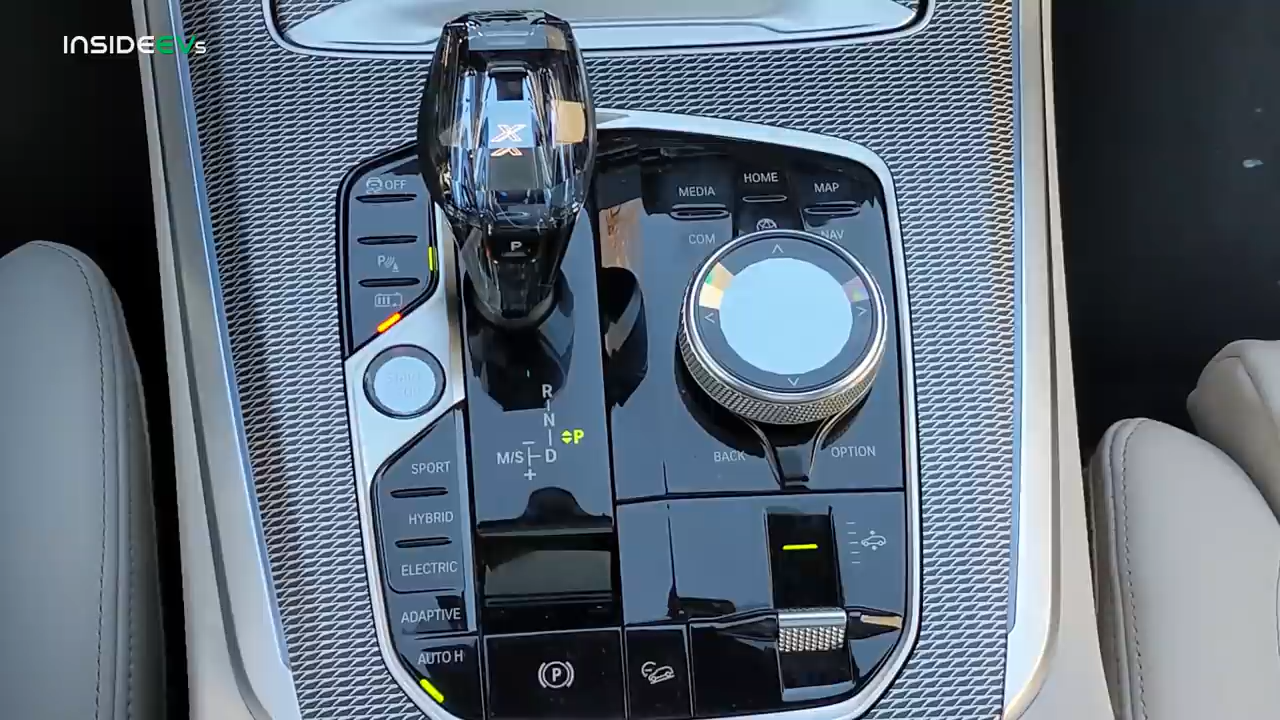 INSIDEEVs
OFF
P
MEDIA
HOME
MAP
COM
NAV
P
R
N
P
M/S
D
+
BACK
OPTION
SPORT
HYBRID
ELECTRIC
ADAPTIVE
AUTO H
P